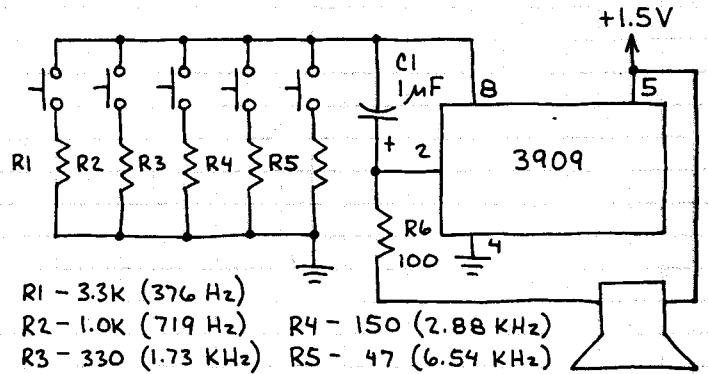 +1.5V
C1
1µF
8
5
R1 R2 R3 R4 R5
+
2
3909
R6
100
4
R1 - 3.3K (376 Hz)
R2 - 1.0K (719 Hz) R4 - 150 (2.88 KHz)
R3 - 330 (1.73 KHz) R5 - 47 (6.54 KHz)